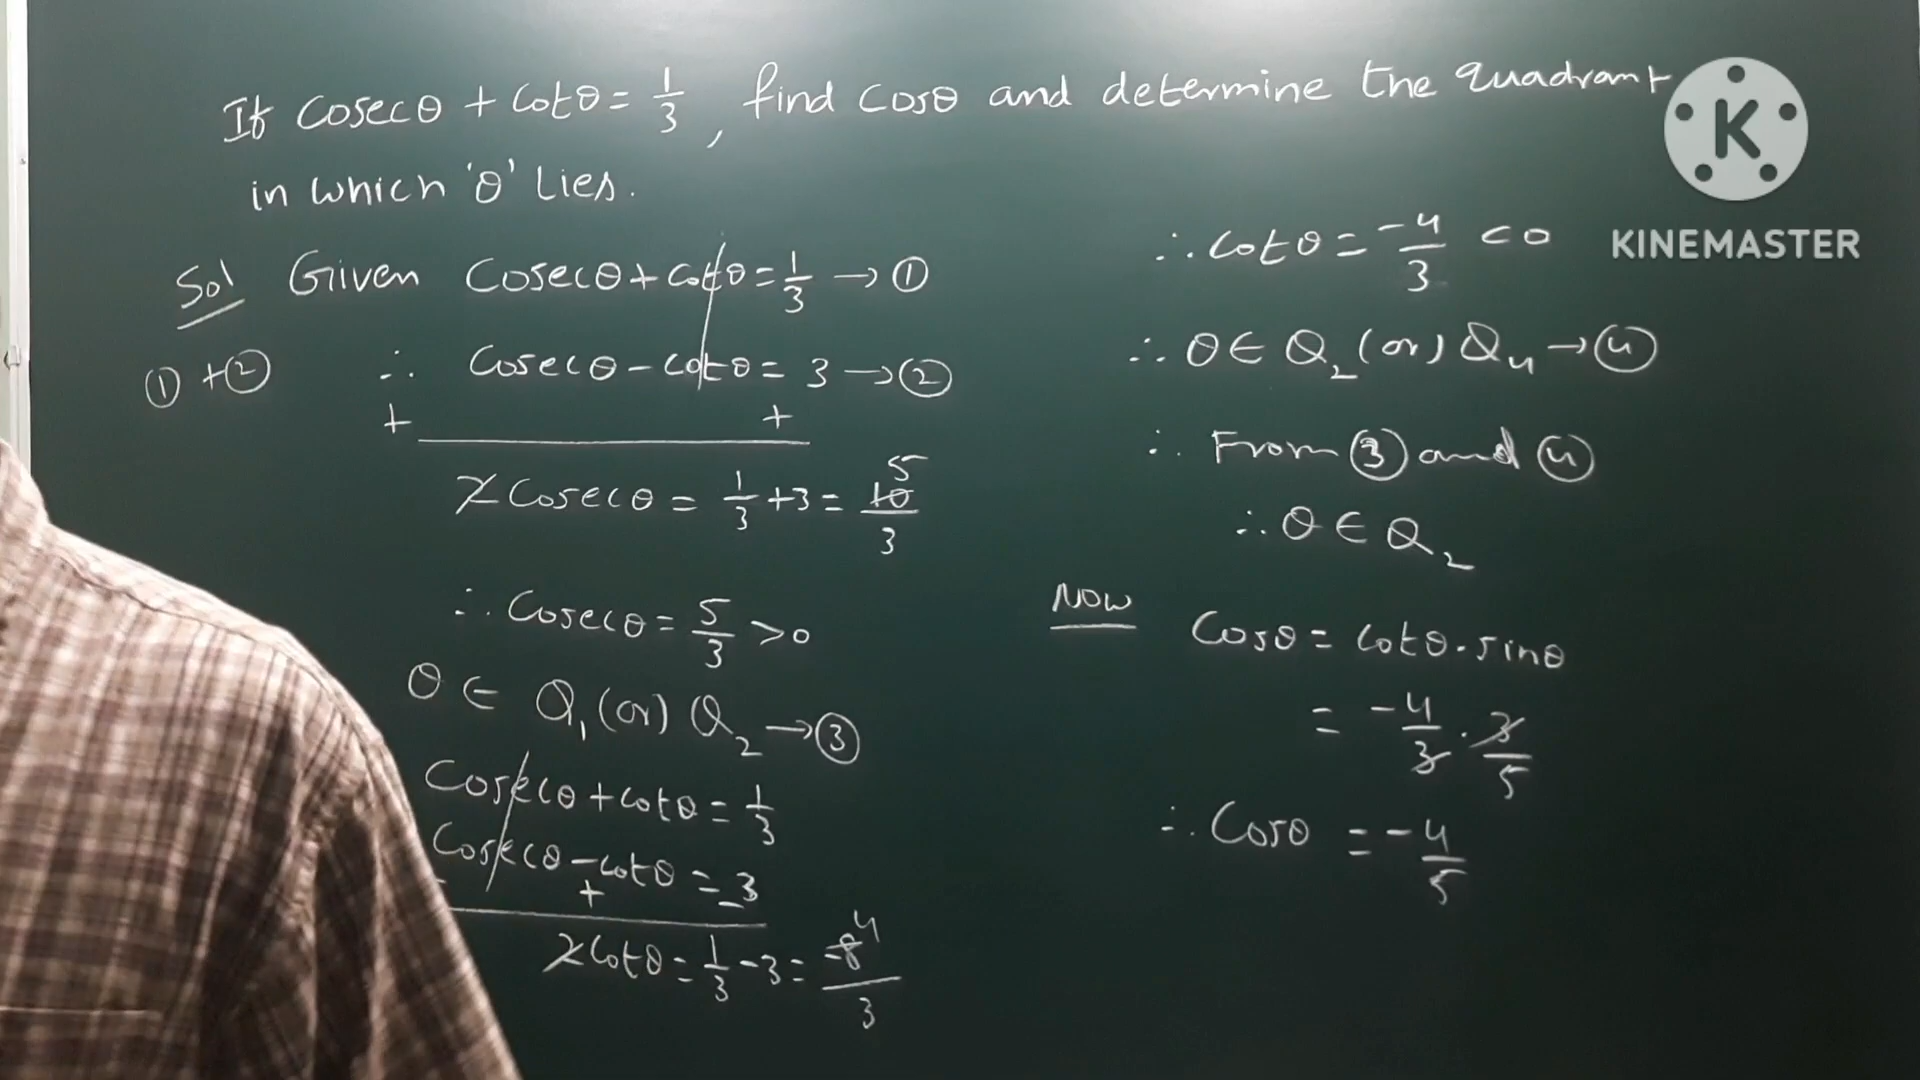 If Cosecθ + Cotθ = 1/3, find Cosθ and determine the quadrant
in which 'θ' Lies.
Sol Given Cosecθ + Cotθ = 1/3 → ①
① + ② ∴ Cosecθ - Cotθ = 3 → ②
+ +
2Cosecθ = 1/3 + 3 = 10/3 5
∴ Cosecθ = 5/3 > 0
θ ∈ Q₁ (or) Q₂ → ③
Cosecθ + Cotθ = 1/3
Cosecθ - Cotθ = 3
- + -
2Cotθ = 1/3 - 3 = -8/3 4
∴ Cotθ = -4/3 < 0
∴ θ ∈ Q₂ (or) Q₄ → ④
∴ From ③ and ④
∴ θ ∈ Q₂
Now Cosθ = Cotθ · sinθ
= -4/3 · 3/5
∴ Cosθ = -4/5
K
KINEMASTER